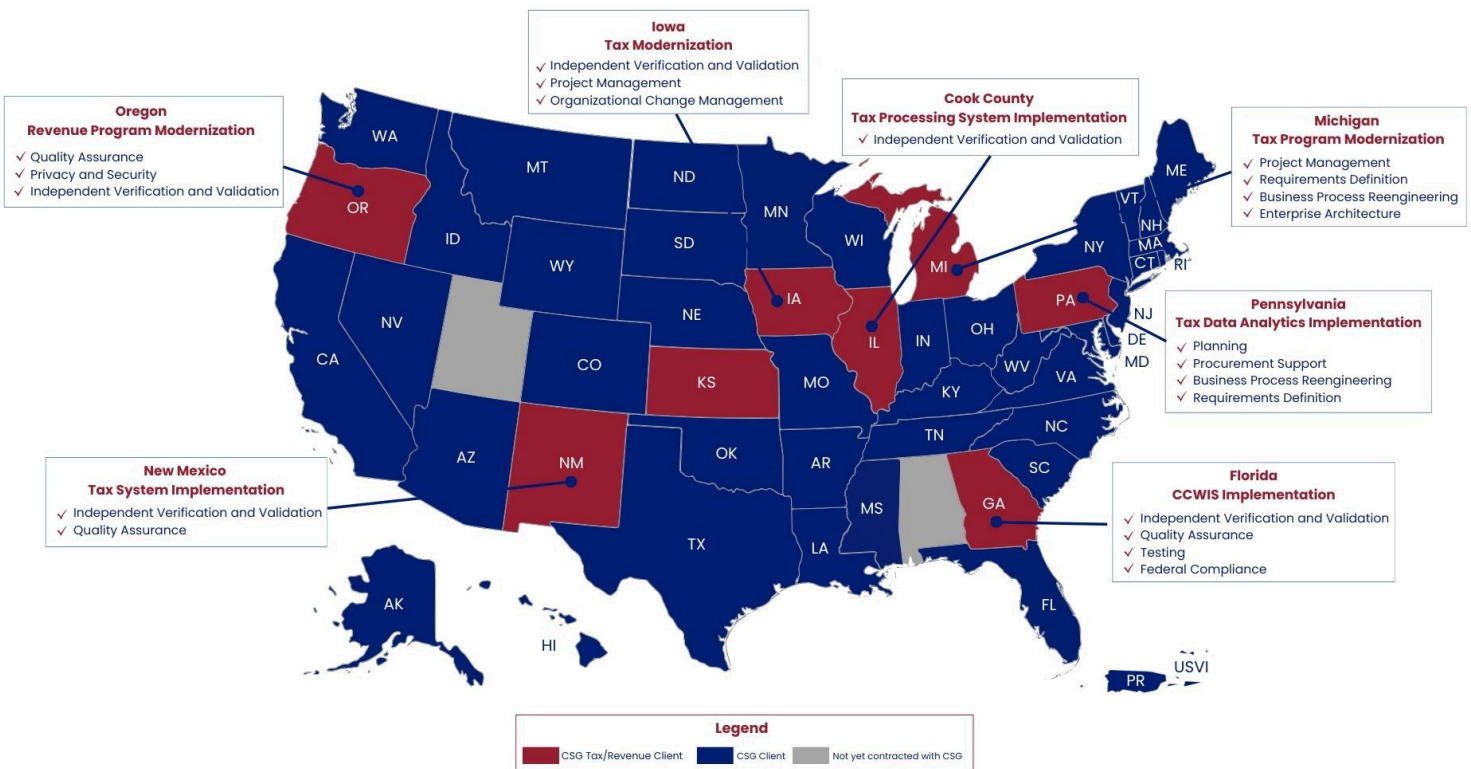 Iowa
Tax Modernization
Independent Verification and Validation
Project Management
Organizational Change Management
Cook County
Tax Processing System Implementation
Independent Verification and Validation
Oregon
Revenue Program Modernization
Quality Assurance
Privacy and Security
Independent Verification and Validation
Michigan
Tax Program Modernization
Project Management
Requirements Definition
Business Process Reengineering
Enterprise Architecture
WA
MT
ND
MN
ME
VT
NH
OR
ID
SD
WI
MI
NY
MA
CT
RI
WY
IA
PA
NJ
NV
NE
IL
IN
OH
DE
MD
CA
CO
KS
MO
WV
VA
KY
Pennsylvania
Tax Data Analytics Implementation
Planning
Procurement Support
Business Process Reengineering
Requirements Definition
AZ
NM
OK
AR
TN
NC
SC
MS
GA
TX
LA
FL
New Mexico
Tax System Implementation
Independent Verification and Validation
Quality Assurance
Florida
CCWIS Implementation
Independent Verification and Validation
Quality Assurance
Testing
Federal Compliance
AK
HI
PR
USVI
Legend
CSG Tax/Revenue Client
CSG Client
Not yet contracted with CSG